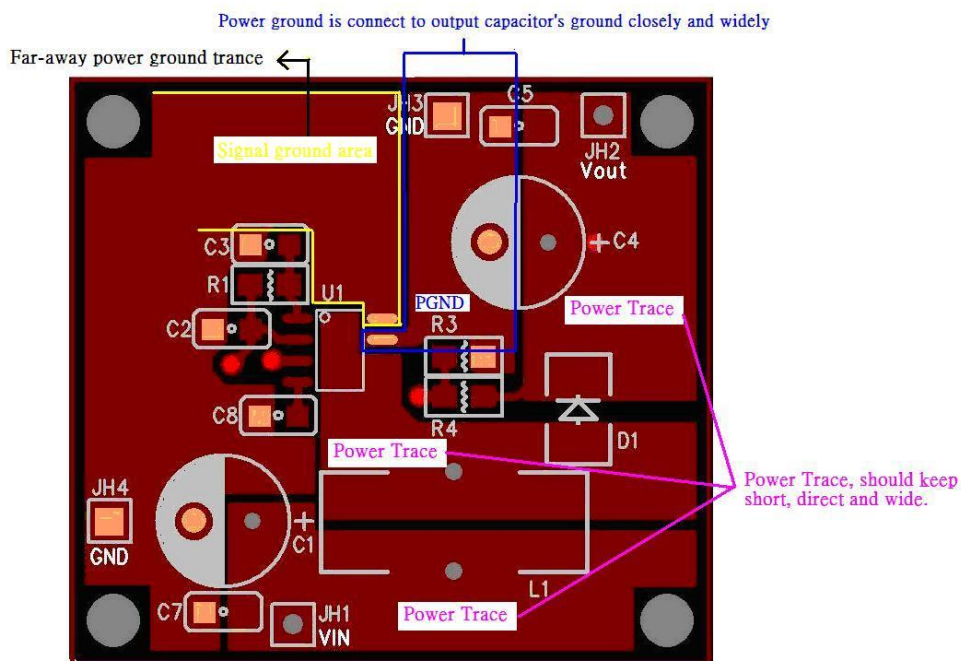 Power ground is connect to output capacitor's ground closely and widely
Far-away power ground trance
JH3
GND
C5
JH2
Vout
Signal ground area
C3
C4
R1
U1
PGND
Power Trace
C2
R3
C8
R4
D1
Power Trace
Power Trace, should keep
short, direct and wide.
JH4
GND
C1
L1
C7
JH1
VIN
Power Trace